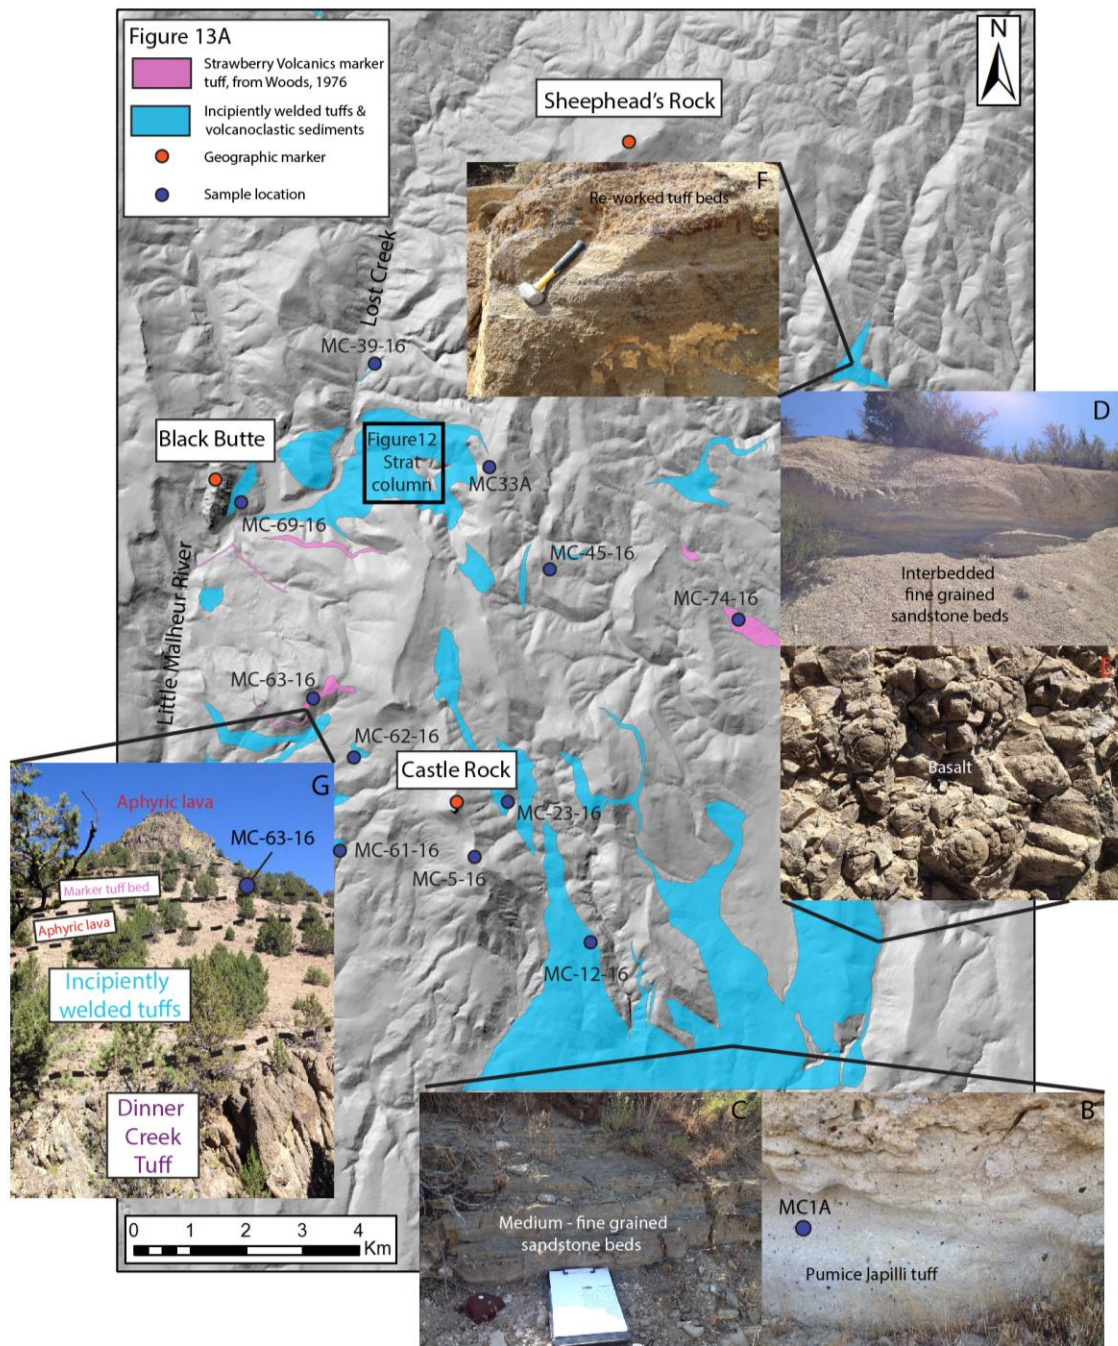 Figure 13A
Strawberry Volcanics marker
tuff, from Woods, 1976
Incipiently welded tuffs &
volcanoclastic sediments
Geographic marker
Sample location
N
Sheephead's Rock
F
Re-worked tuff beds
Lost Creek
MC-39-16
Black Butte
Figure12
Strat
column
MC33A
MC-69-16
MC-45-16
MC-74-16
D
Interbedded
fine grained
sandstone beds
Little Malheur River
MC-63-16
MC-62-16
Castle Rock
MC-23-16
MC-61-16
MC-5-16
MC-12-16
E
Basalt
G
Aphyric lava
MC-63-16
Marker tuff bed
Aphyric lava
Incipiently
welded tuffs
Dinner
Creek
Tuff
C
Medium - fine grained
sandstone beds
B
MC1A
Pumice Japilli tuff
0 1 2 3 4
Km